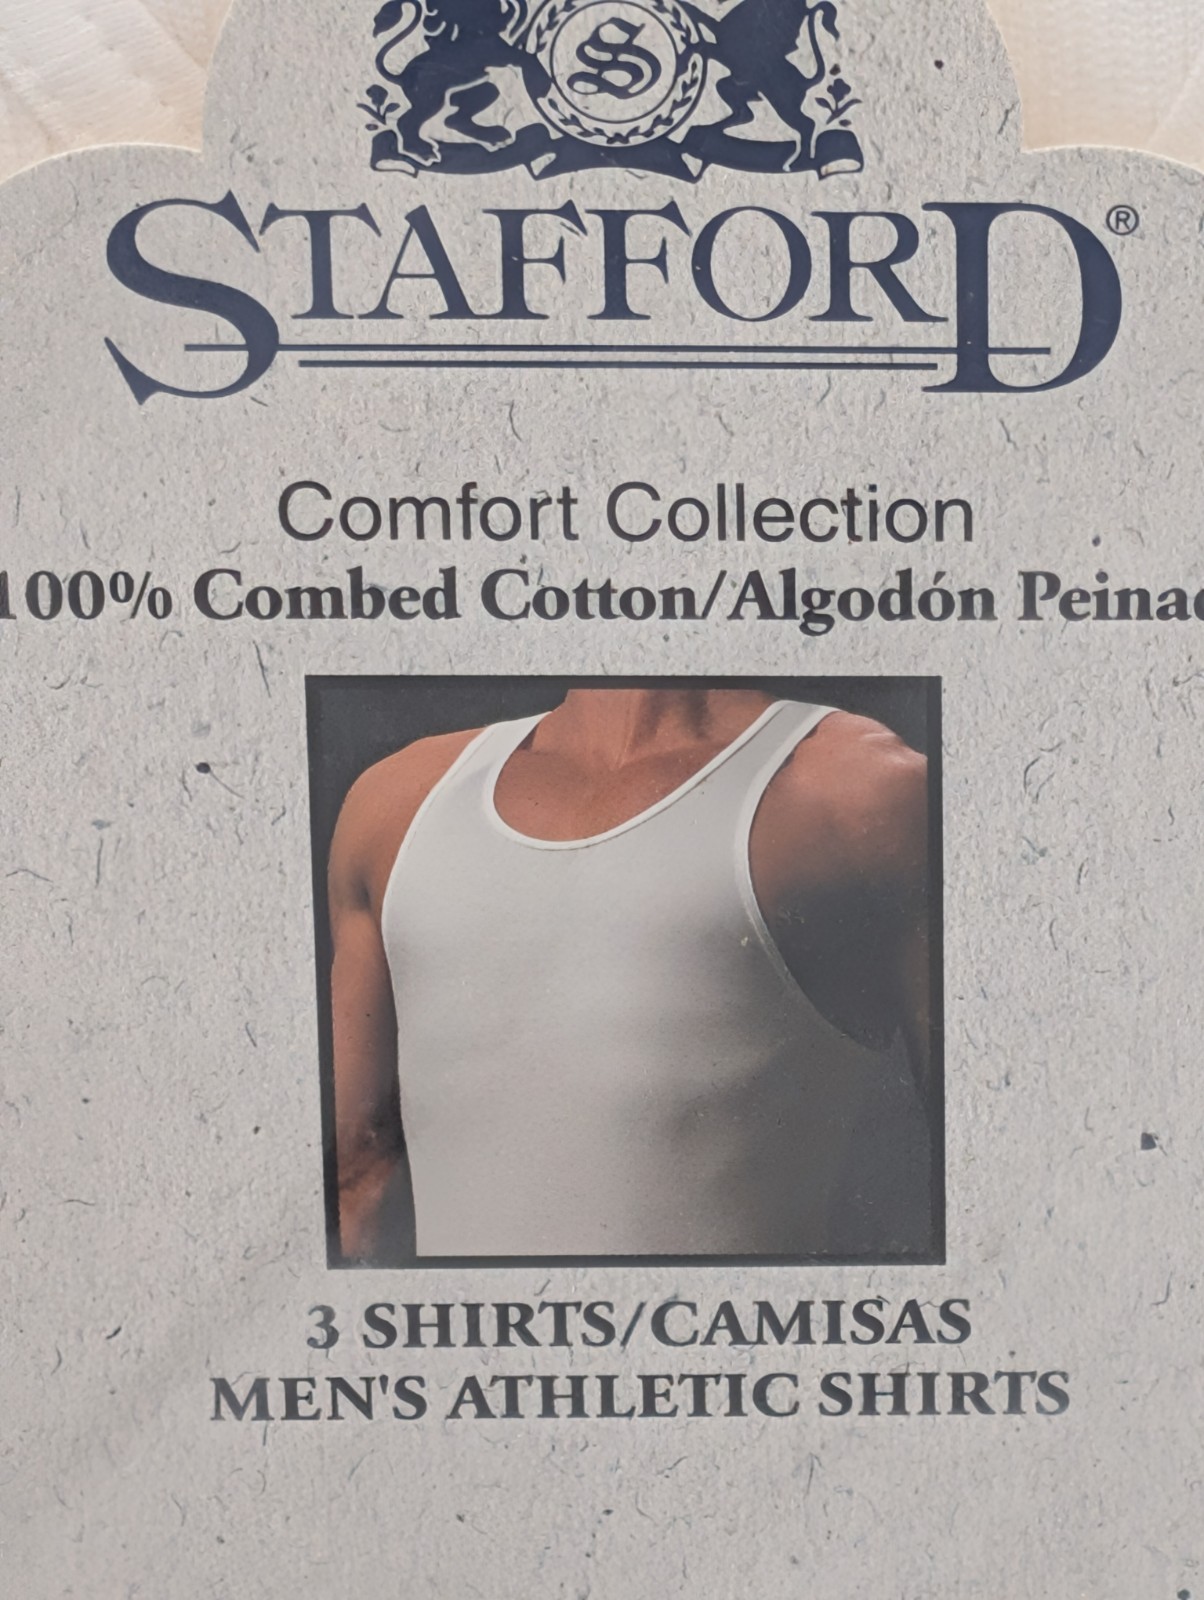 S
STAFFORD®
Comfort Collection
100% Combed Cotton/Algodón
3 SHIRTS/CAMISAS
MEN'S ATHLETIC SHIRTS